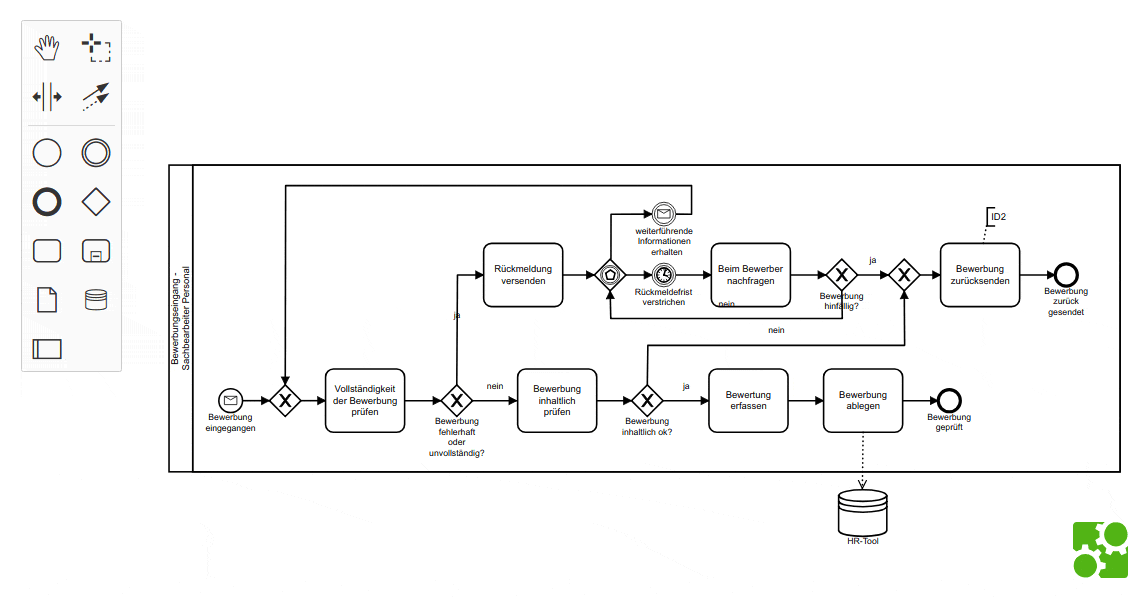 Bewerbungseingang -
Sachbearbeiter Personal
ID2
weiterführende
Informationen
erhalten
Rückmeldung
versenden
Rückmeldefrist
verstrichen
Beim Bewerber
nachfragen
nein
Bewerbung
hinfällig?
ja
Bewerbung
zurücksenden
Bewerbung
zurück
gesendet
ja
nein
Bewerbung
eingegangen
Vollständigkeit
der Bewerbung
prüfen
Bewerbung
fehlerhaft
oder
unvollständig?
nein
Bewerbung
inhaltlich
prüfen
Bewerbung
inhaltlich ok?
ja
Bewertung
erfassen
Bewerbung
ablegen
Bewerbung
geprüft
HR-Tool